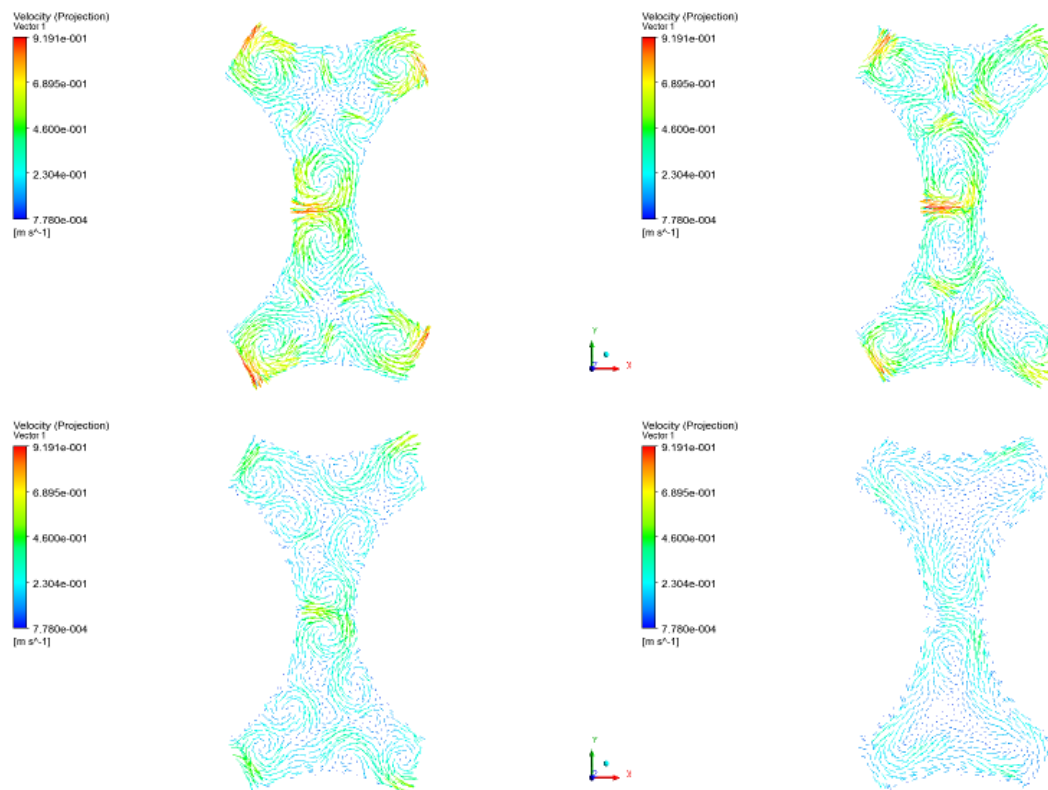 Velocity (Projection)
Vector 1
9.191e-001
6.895e-001
4.600e-001
2.304e-001
7.780e-004
[m s^-1]
Y
X
Velocity (Projection)
Vector 1
9.191e-001
6.895e-001
4.600e-001
2.304e-001
7.780e-004
[m s^-1]
Velocity (Projection)
Vector 1
9.191e-001
6.895e-001
4.600e-001
2.304e-001
7.780e-004
[m s^-1]
Y
X
Velocity (Projection)
Vector 1
9.191e-001
6.895e-001
4.600e-001
2.304e-001
7.780e-004
[m s^-1]